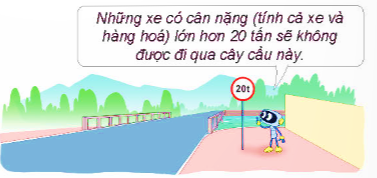 Những xe có cân nặng (tính cả xe và
hàng hoá) lớn hơn 20 tấn sẽ không
được đi qua cây cầu này.
20t